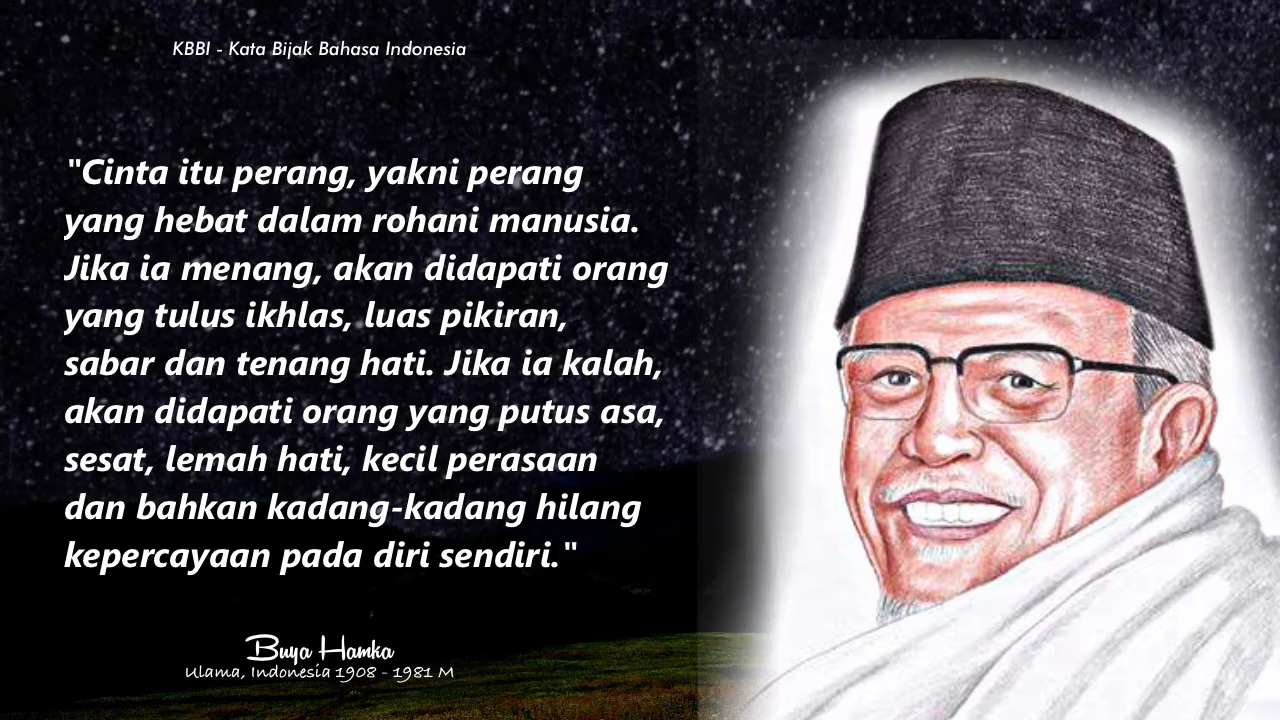 KBBI - Kata Bijak Bahasa Indonesia
"Cinta itu perang, yakni perang
yang hebat dalam rohani manusia.
Jika ia menang, akan didapati orang
yang tulus ikhlas, luas pikiran,
sabar dan tenang hati. Jika ia kalah,
akan didapati orang yang putus asa,
sesat, lemah hati, kecil perasaan
dan bahkan kadang-kadang hilang
kepercayaan pada diri sendiri."
Buya Hamka
Ulama, Indonesia 1908 - 1981 M